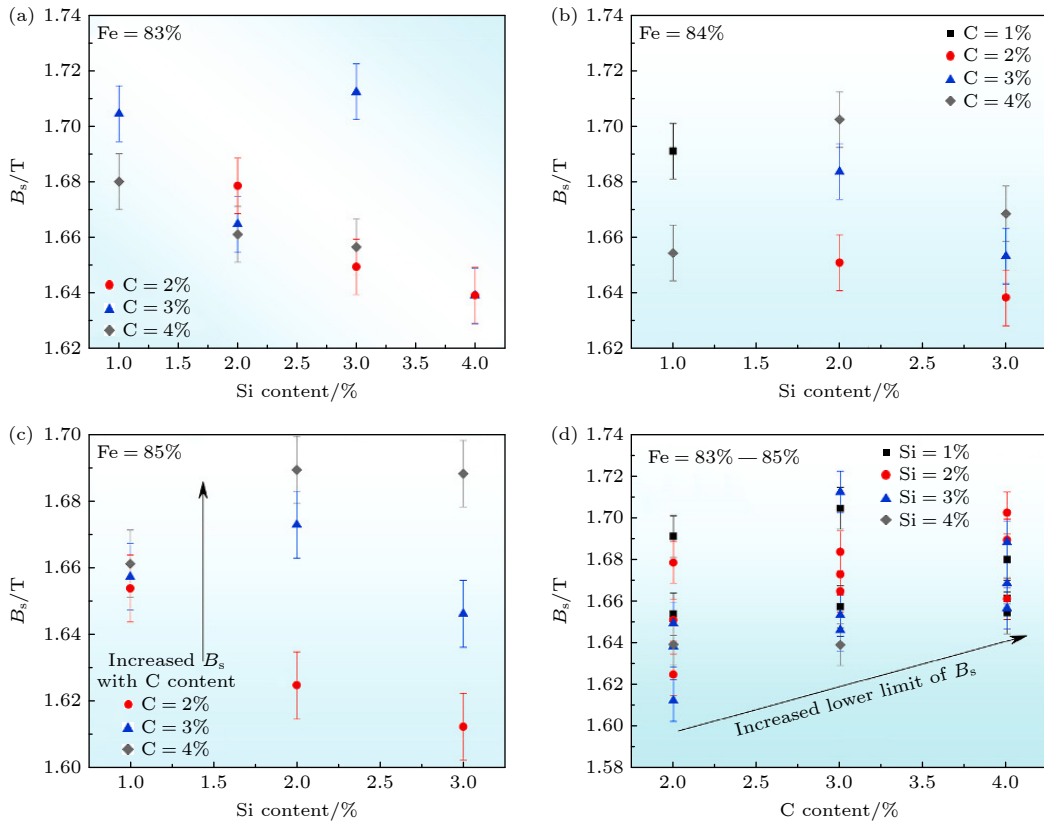 (a)
1.74
1.72
1.70
1.68
1.66
1.64
1.62
Bs/T
Fe = 83%
C = 2%
C = 3%
C = 4%
1.0 1.5 2.0 2.5 3.0 3.5 4.0
Si content/%
(b)
1.74
1.72
1.70
1.68
1.66
1.64
1.62
Bs/T
Fe = 84%
C = 1%
C = 2%
C = 3%
C = 4%
1.0 1.5 2.0 2.5 3.0
Si content/%
(c)
1.70
1.68
1.66
1.64
1.62
1.60
Bs/T
Fe = 85%
Increased Bs
with C content
C = 2%
C = 3%
C = 4%
1.0 1.5 2.0 2.5 3.0
Si content/%
(d)
1.74
1.72
1.70
1.68
1.66
1.64
1.62
1.60
1.58
Bs/T
Fe = 83% — 85%
Si = 1%
Si = 2%
Si = 3%
Si = 4%
Increased lower limit of Bs
2.0 2.5 3.0 3.5 4.0
C content/%